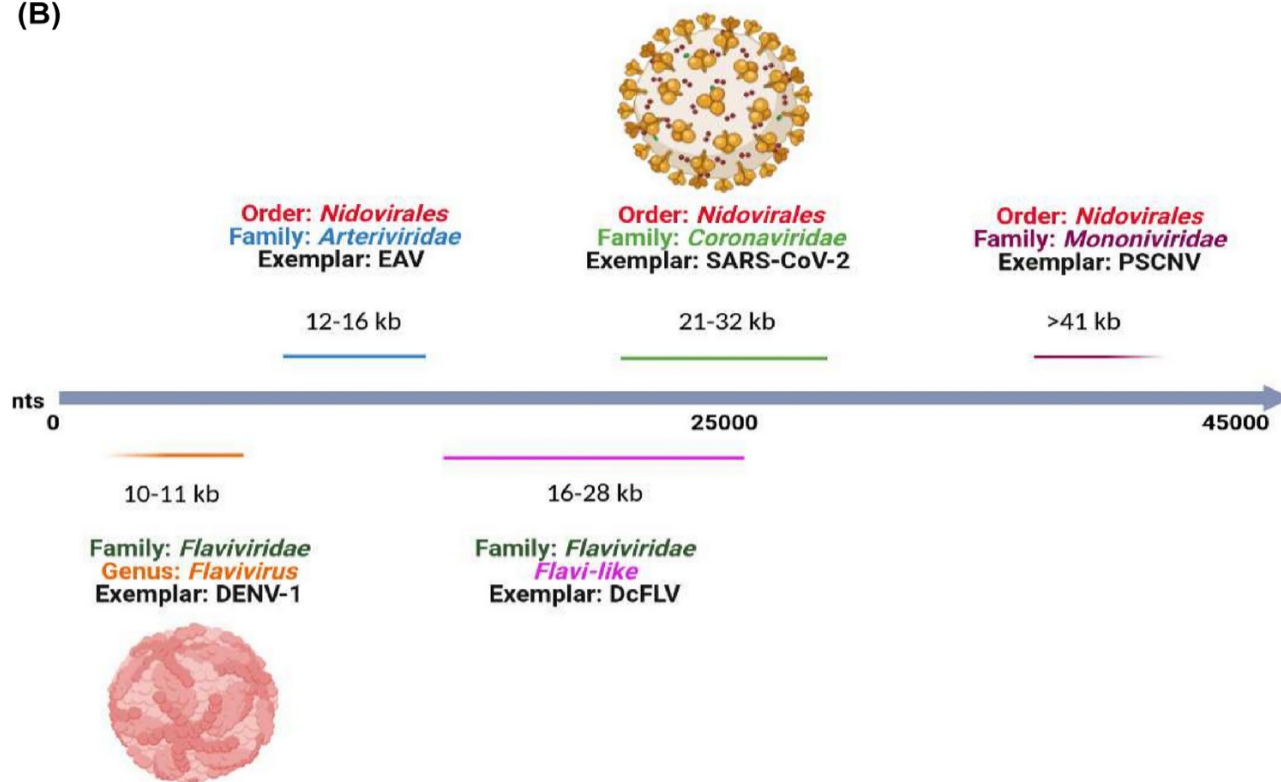 (B)
Order: Nidovirales
Family: Arteriviridae
Exemplar: EAV
12-16 kb
Order: Nidovirales
Family: Coronaviridae
Exemplar: SARS-CoV-2
21-32 kb
Order: Nidovirales
Family: Mononiviridae
Exemplar: PSCNV
>41 kb
nts
0
25000
45000
10-11 kb
Family: Flaviviridae
Genus: Flavivirus
Exemplar: DENV-1
16-28 kb
Family: Flaviviridae
Flavi-like
Exemplar: DcFLV